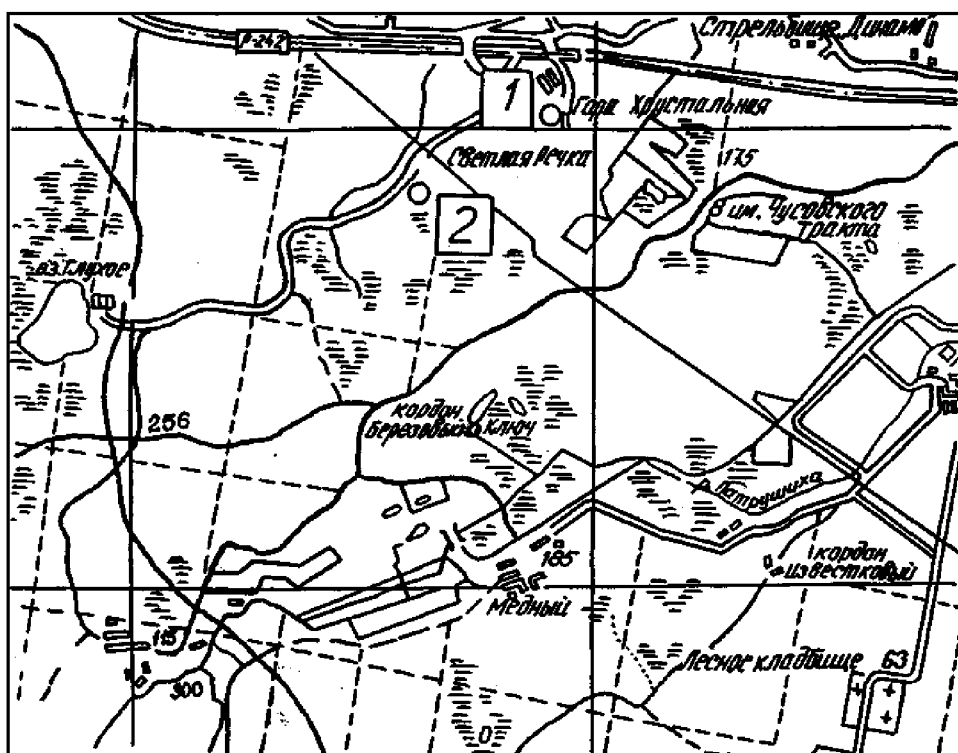 Р-242
Стрельбище „Динамо"
1
Гора Хрустальная
Светлая Речка
175
2
8 им. Чусовского
тракта
оз. Глухое
256
кордон
Березовый Ключ
р. Патрушиха
185
кордон
известковый
Медный
115
Лесное кладбище
63
300